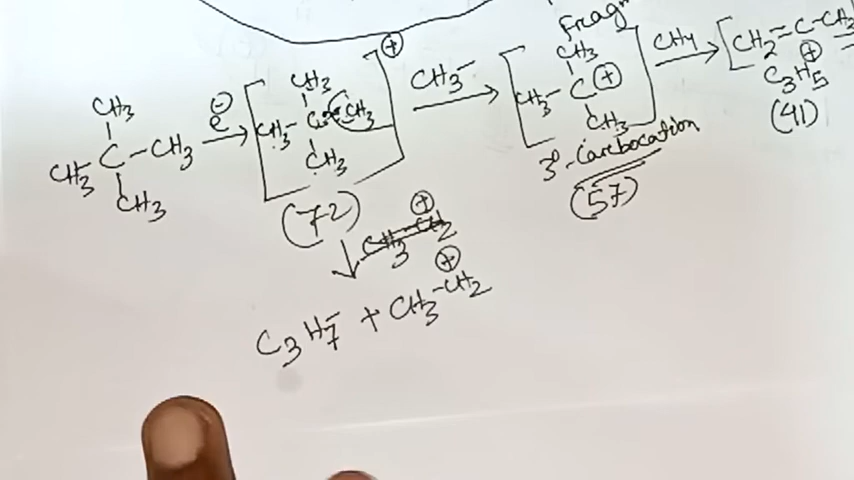 Frag
CH3 – C – CH3 CH3 CH3
e⊖ →
[CH3 – C CH3 CH3 CH3]⊕
(72)
CH3⁻ →
[CH3 – C⊕ CH3 CH3]
3°-Carbocation
(57)
CH4 →
[CH2=C–CH2
⊕
C3H5
(41)
↓
C3H7⁻ + CH3–CH2⊕